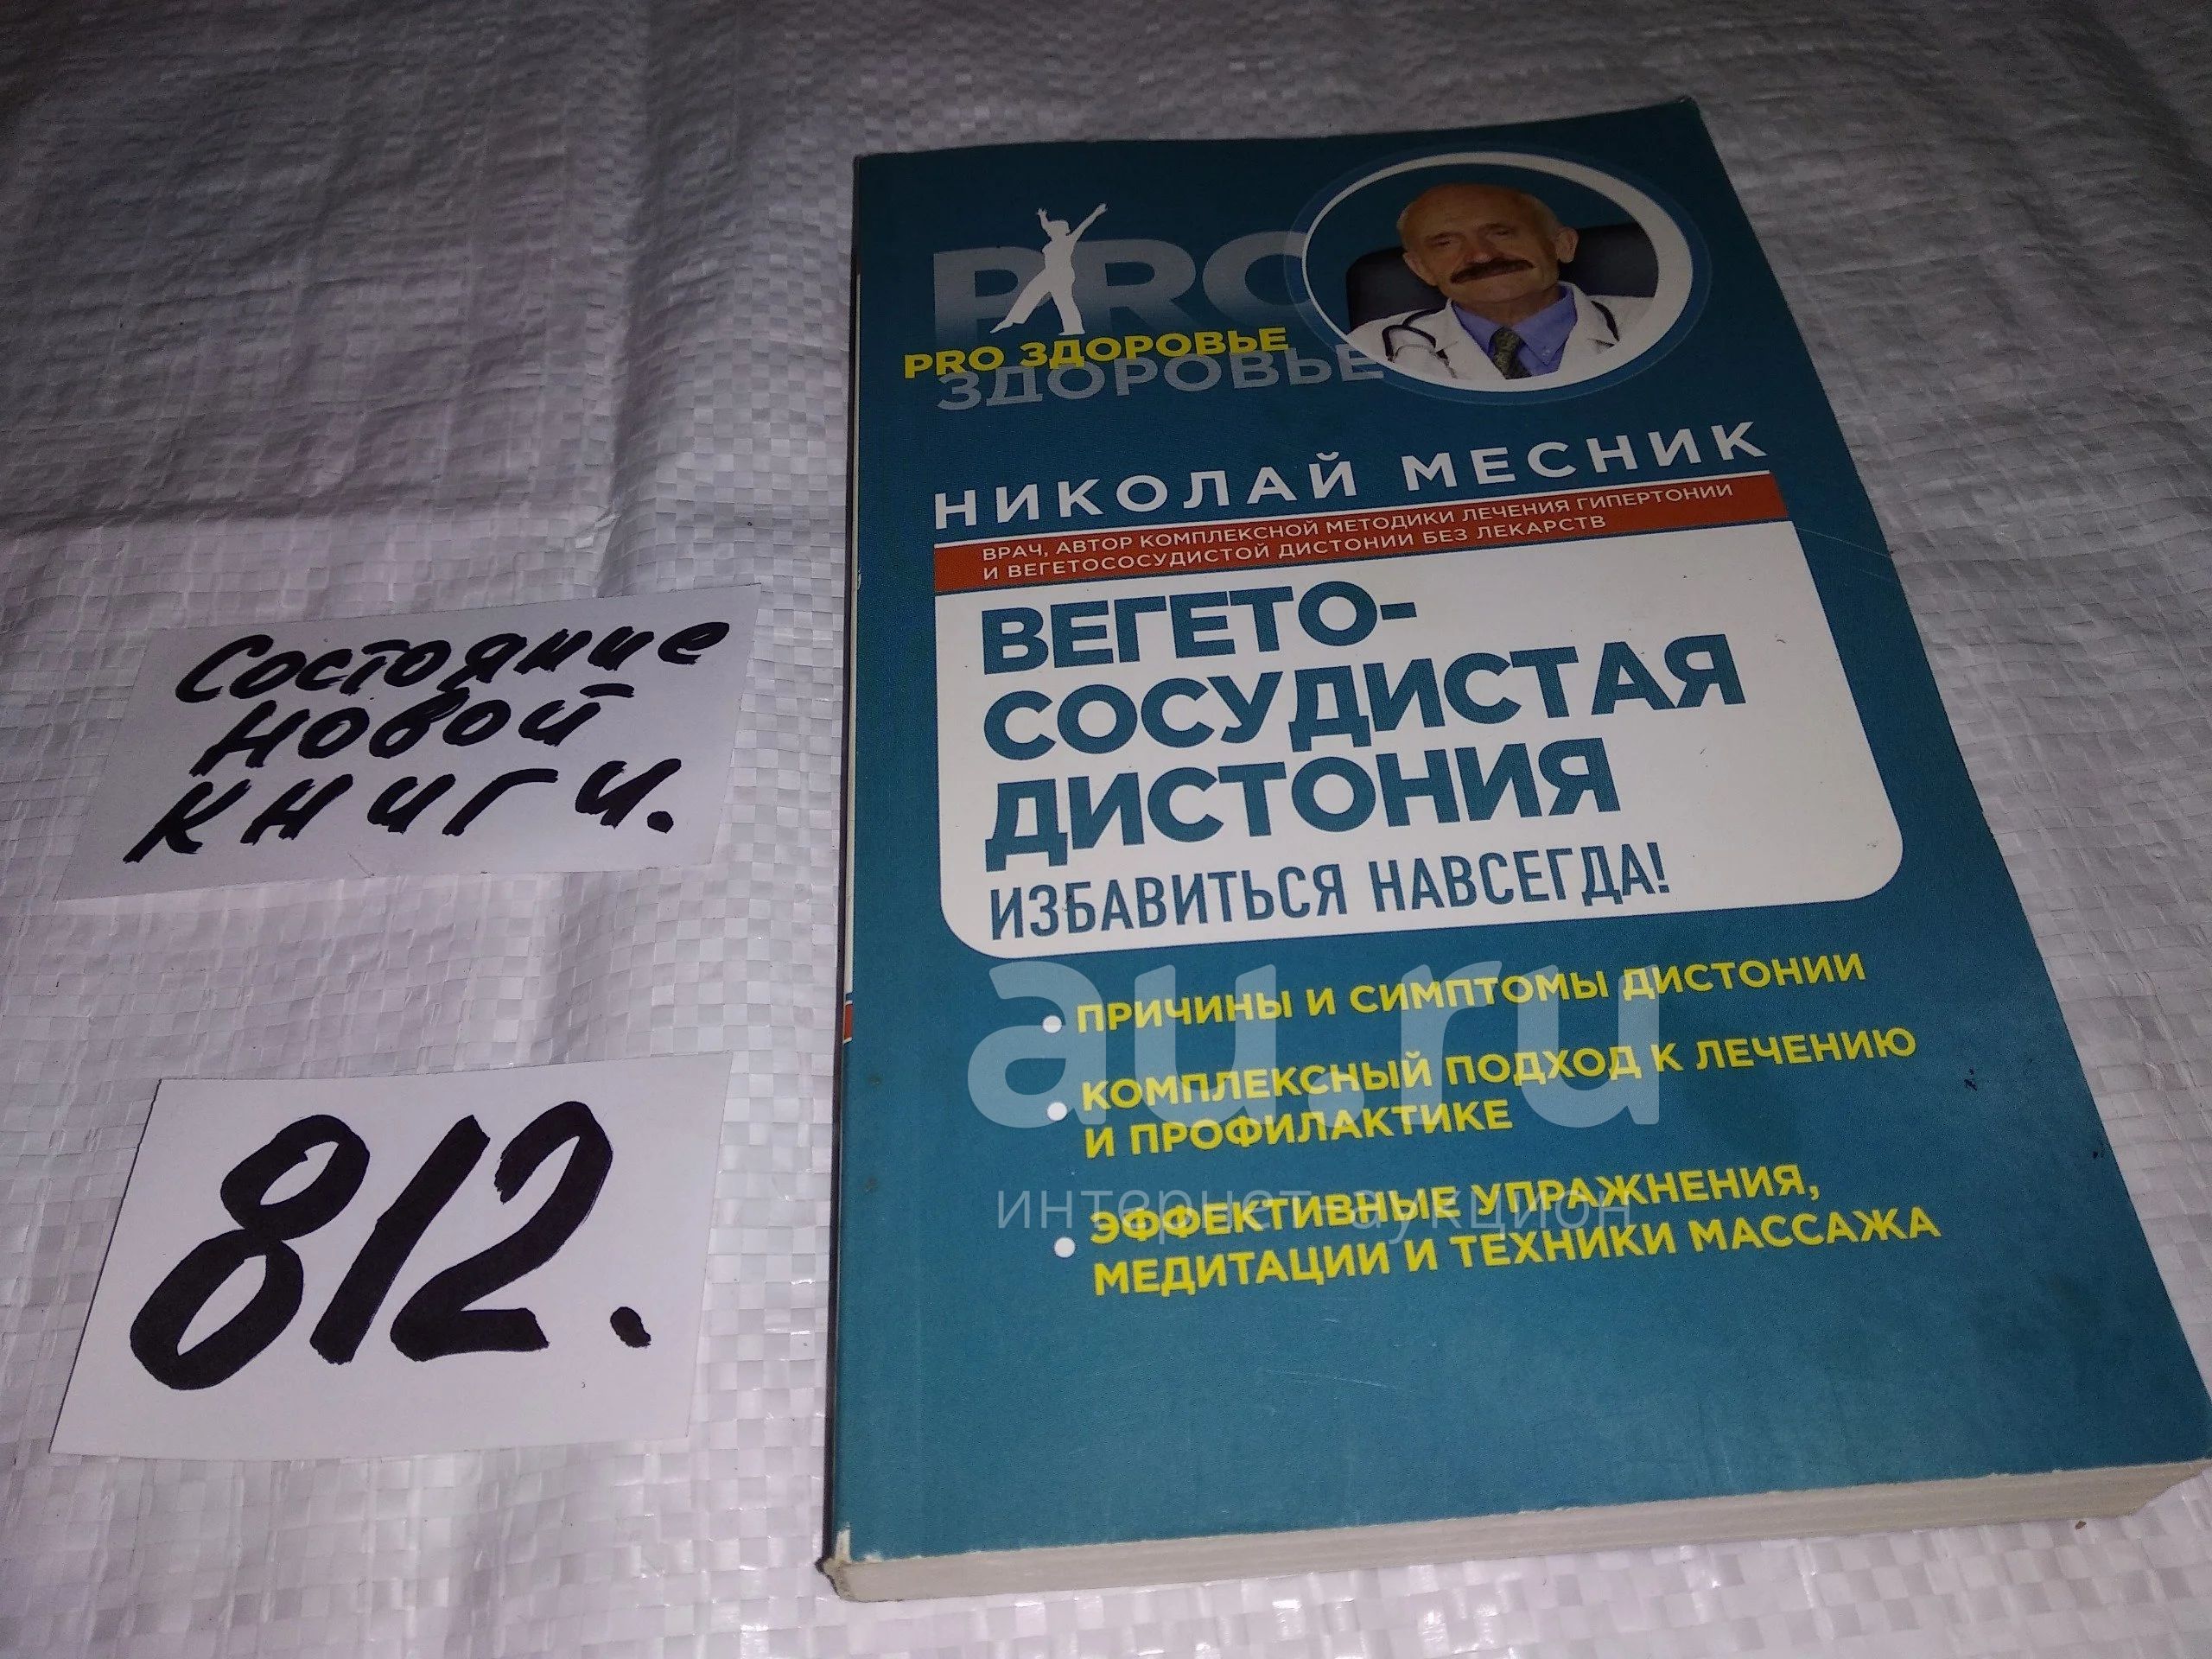 PRO
PRO ЗДОРОВЬЕ
ЗДОРОВЬЕ
НИКОЛАЙ МЕСНИК
ВРАЧ, АВТОР КОМПЛЕКСНОЙ МЕТОДИКИ ЛЕЧЕНИЯ ГИПЕРТОНИИ
И ВЕГЕТОСОСУДИСТОЙ ДИСТОНИИ БЕЗ ЛЕКАРСТВ
ВЕГЕТО-
СОСУДИСТАЯ
ДИСТОНИЯ
ИЗБАВИТЬСЯ НАВСЕГДА!
• ПРИЧИНЫ И СИМПТОМЫ ДИСТОНИИ
• КОМПЛЕКСНЫЙ ПОДХОД К ЛЕЧЕНИЮ
И ПРОФИЛАКТИКЕ
• ЭФФЕКТИВНЫЕ УПРАЖНЕНИЯ,
МЕДИТАЦИИ И ТЕХНИКИ МАССАЖА
Состояние
новой
книги.
812.
au.ru
интернет-аукцион